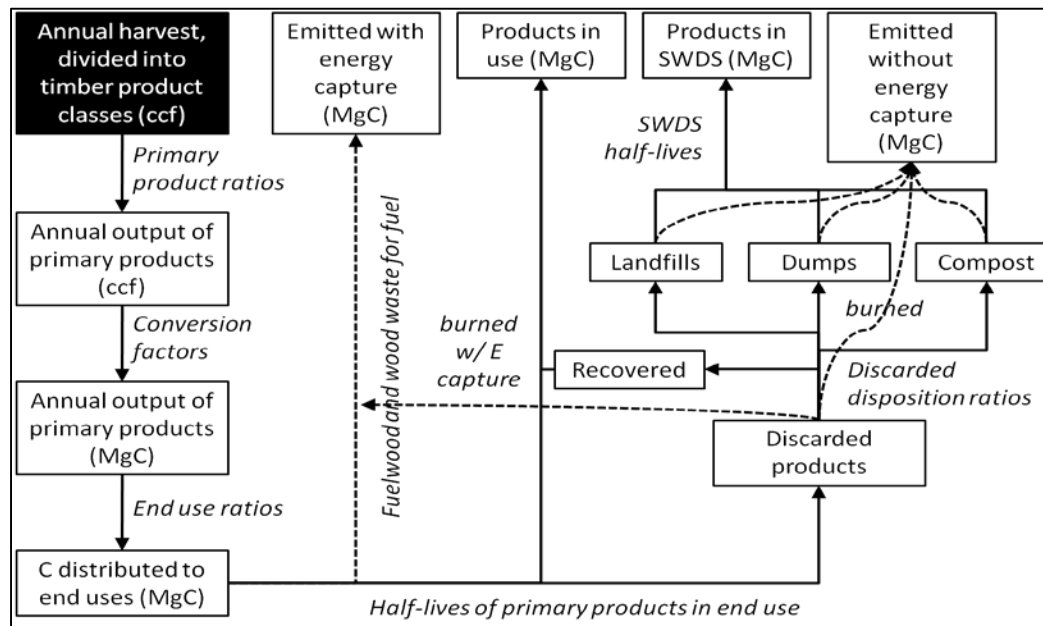 Annual harvest,
divided into
timber product
classes (ccf)
Emitted with
energy
capture
(MgC)
Products in
use (MgC)
Products in
SWDS (MgC)
Emitted
without
energy
capture
(MgC)
Primary
product ratios
SWDS
half-lives
Annual output of
primary products
(ccf)
Landfills
Dumps
Compost
Conversion
factors
Fuelwood and wood waste for fuel
burned
w/ E
capture
burned
Recovered
Discarded
disposition ratios
Annual output of
primary products
(MgC)
Discarded
products
End use ratios
C distributed to
end uses (MgC)
Half-lives of primary products in end use